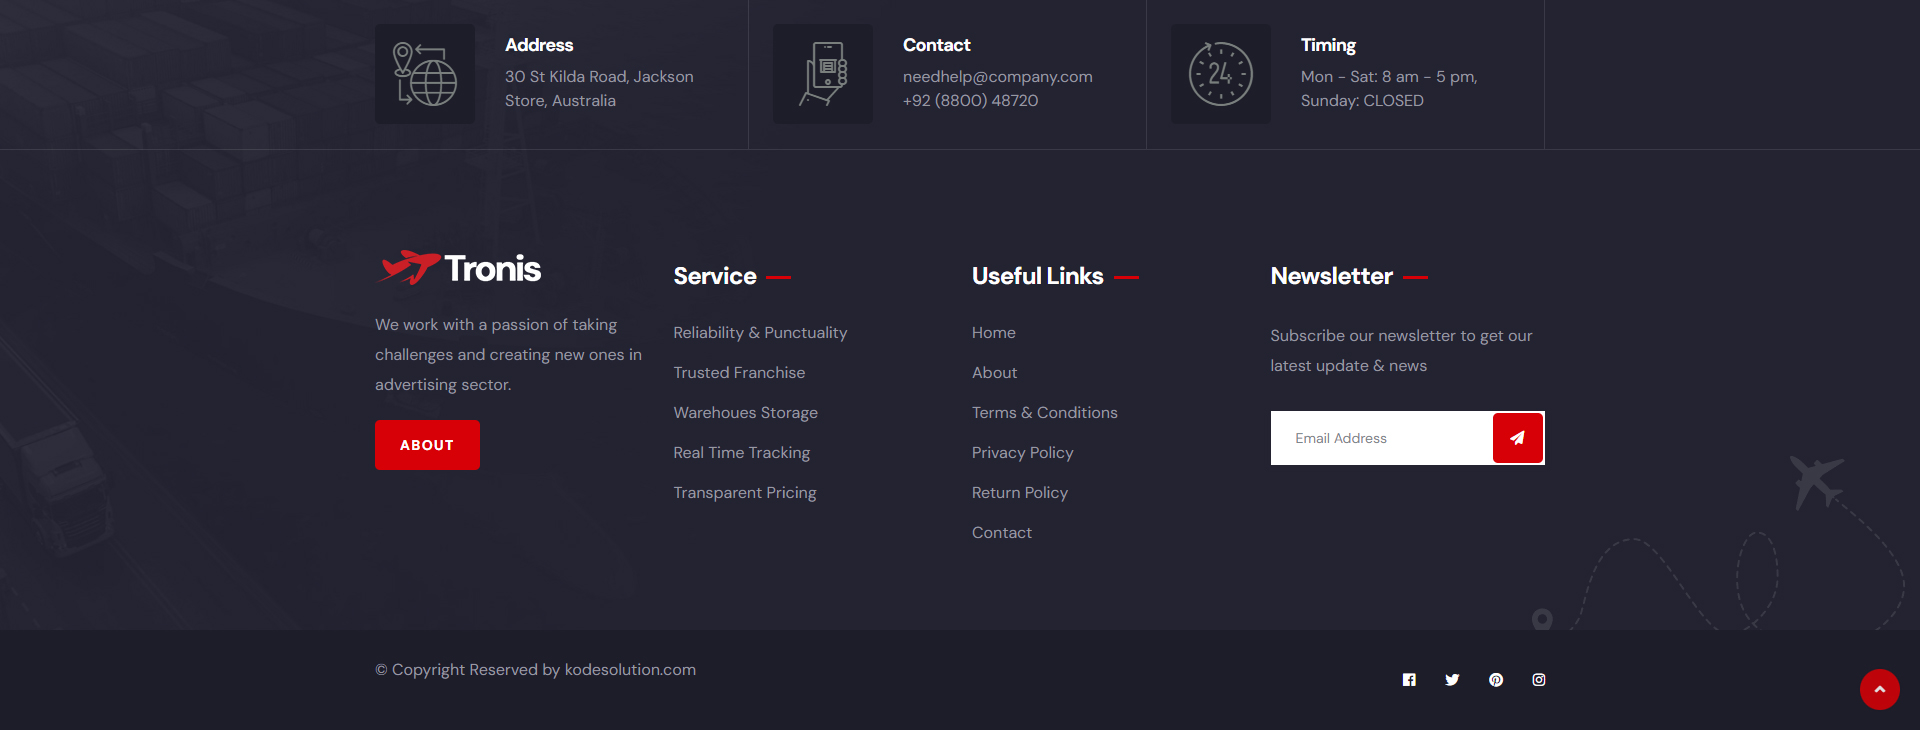 Address
30 St Kilda Road, Jackson
Store, Australia
Contact
needhelp@company.com
+92 (8800) 48720
24
Timing
Mon - Sat: 8 am - 5 pm,
Sunday: CLOSED
Tronis
We work with a passion of taking
challenges and creating new ones in
advertising sector.
ABOUT
Service
Reliability & Punctuality
Trusted Franchise
Warehoues Storage
Real Time Tracking
Transparent Pricing
Useful Links
Home
About
Terms & Conditions
Privacy Policy
Return Policy
Contact
Newsletter
Subscribe our newsletter to get our
latest update & news
Email Address
© Copyright Reserved by kodesolution.com